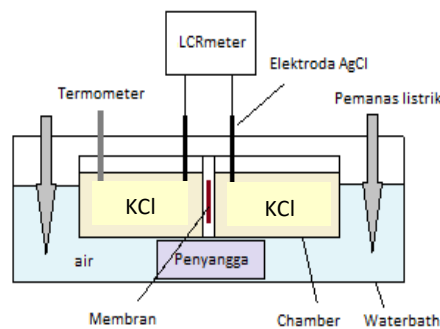 LCRmeter
Elektroda AgCl
Termometer
Pemanas listrik
KCl
KCl
air
Penyangga
Membran
Chamber
Waterbath